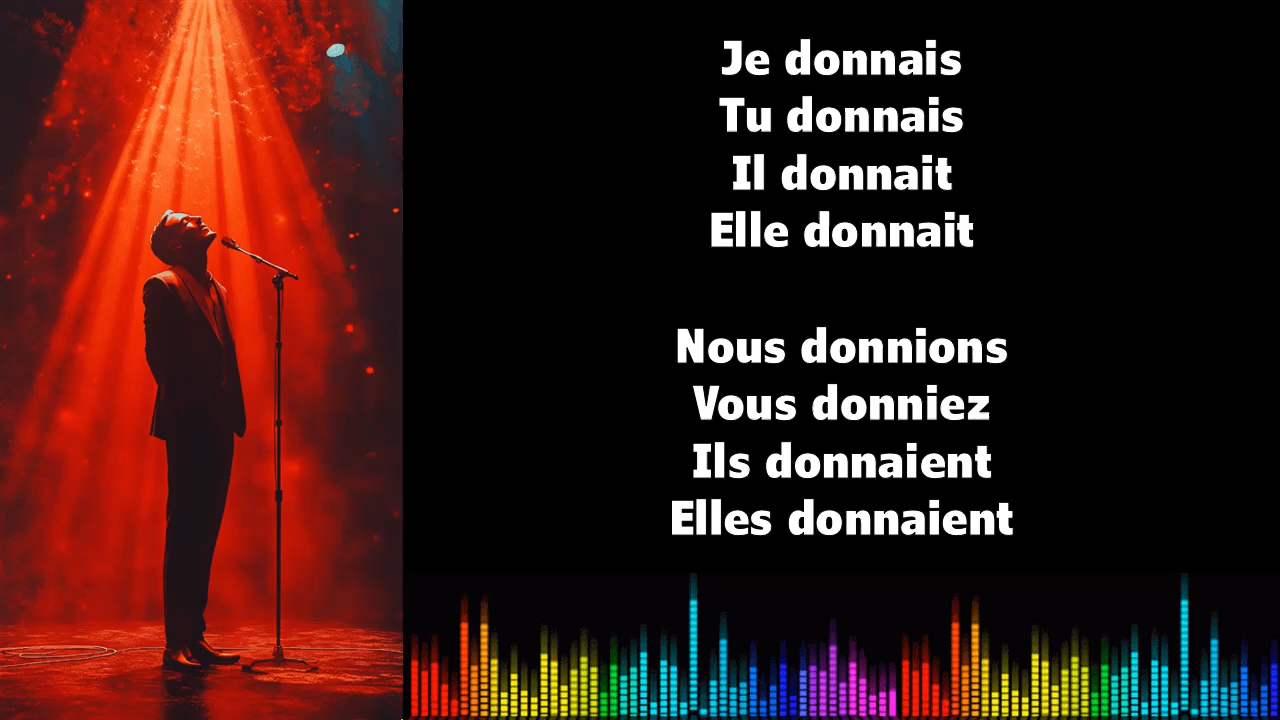 Je donnais
Tu donnais
Il donnait
Elle donnait
Nous donnions
Vous donniez
Ils donnaient
Elles donnaient